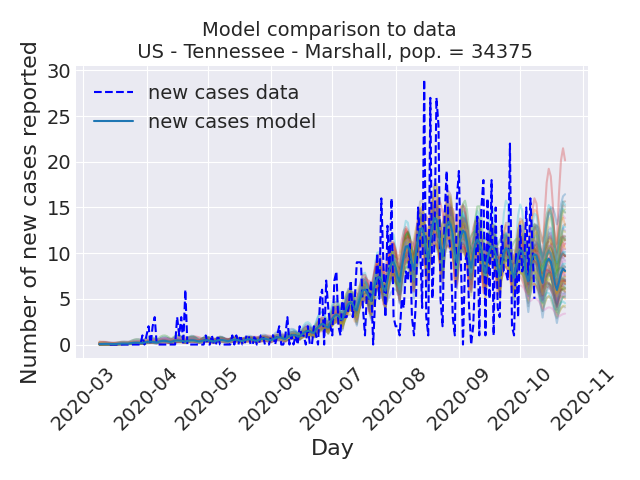 Model comparison to data
US - Tennessee - Marshall, pop. = 34375
new cases data
new cases model
Number of new cases reported
30
25
20
15
10
5
0
2020-03
2020-04
2020-05
2020-06
2020-07
2020-08
2020-09
2020-10
2020-11
Day